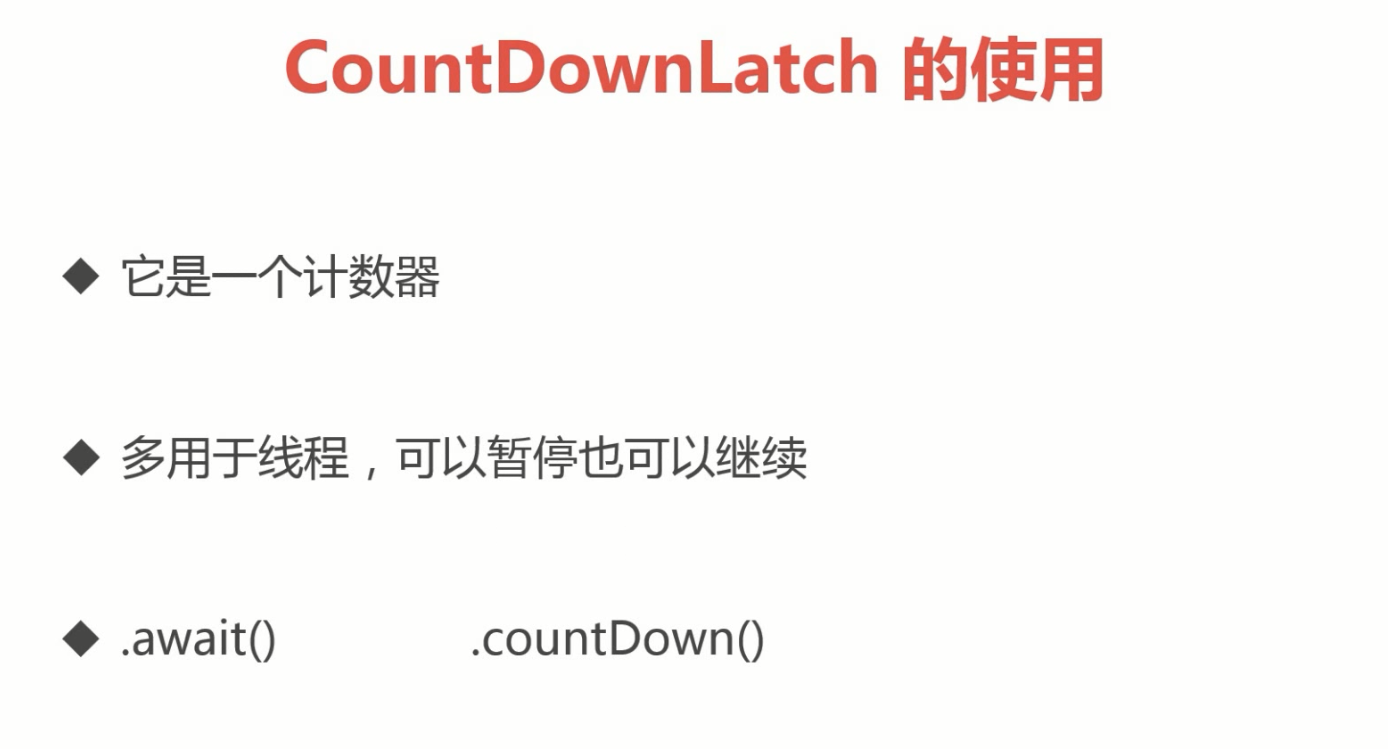 CountDownLatch 的使用
◆ 它是一个计数器
◆ 多用于线程，可以暂停也可以继续
◆ .await() .countDown()